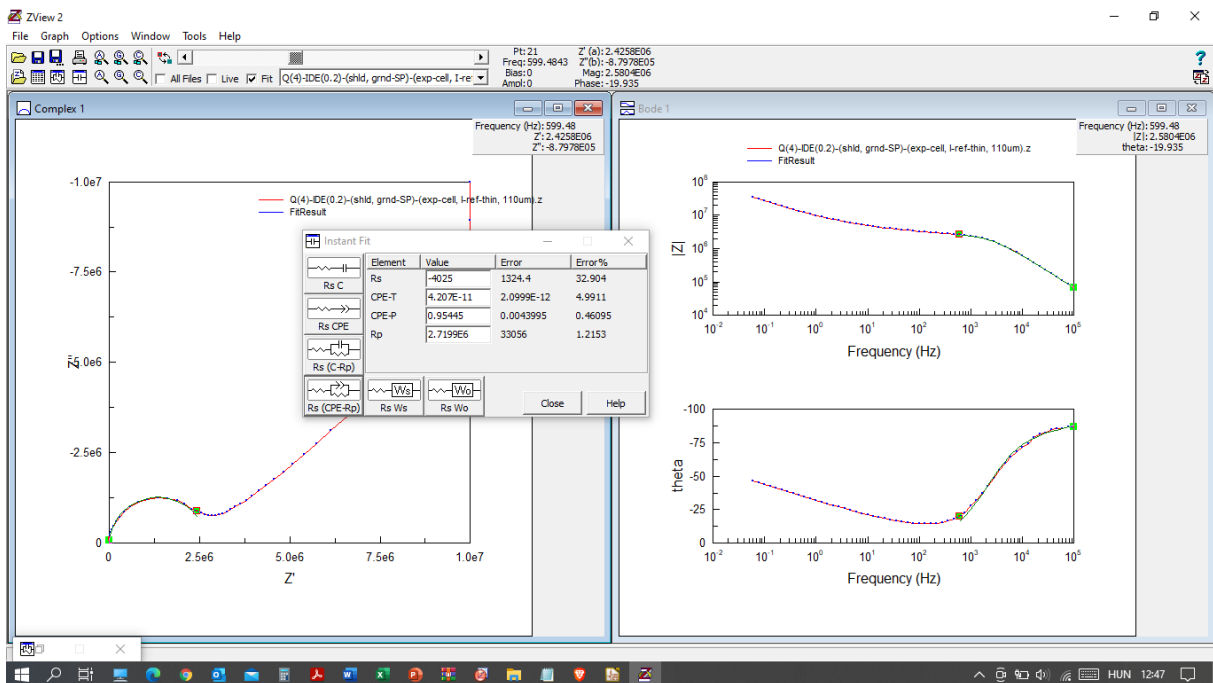 ZView 2
File Graph Options Window Tools Help
All Files Live Fit Q(4)-IDE(0.2)-(shld, grnd-SP)-(exp-cell, I-re
Pt:21 Z' (a):2.4258E06
Freq:599.4843 Z"(b):-8.7978E05
Bias:0 Mag:2.5804E06
Ampl:0 Phase:-19.935
Complex 1
Frequency (Hz):599.48
Z':2.4258E06
Z":-8.7978E05
Q(4)-IDE(0.2)-(shld, grnd-SP)-(exp-cell, I-ref-thin, 110um).z
FitResult
-1.0e7
-7.5e6
-5.0e6
-2.5e6
0
Z"
0 2.5e6 5.0e6 7.5e6 1.0e7
Z'
Instant Fit
Rs C
Rs CPE
Rs (C-Rp)
Rs (CPE-Rp) Rs Ws Rs Wo
Ws Wo
Element Value Error Error%
Rs -4025 1324.4 32.904
CPE-T 4.207E-11 2.0999E-12 4.9911
CPE-P 0.95445 0.0043995 0.46095
Rp 2.7199E6 33056 1.2153
Close Help
Bode 1
Frequency (Hz):599.48
|Z|:2.5804E06
theta:-19.935
Q(4)-IDE(0.2)-(shld, grnd-SP)-(exp-cell, I-ref-thin, 110um).z
FitResult
10^8
10^7
10^6
10^5
10^4
|Z|
10^-2 10^-1 10^0 10^1 10^2 10^3 10^4 10^5
Frequency (Hz)
-100
-75
-50
-25
0
theta
10^-2 10^-1 10^0 10^1 10^2 10^3 10^4 10^5
Frequency (Hz)
HUN 12:47